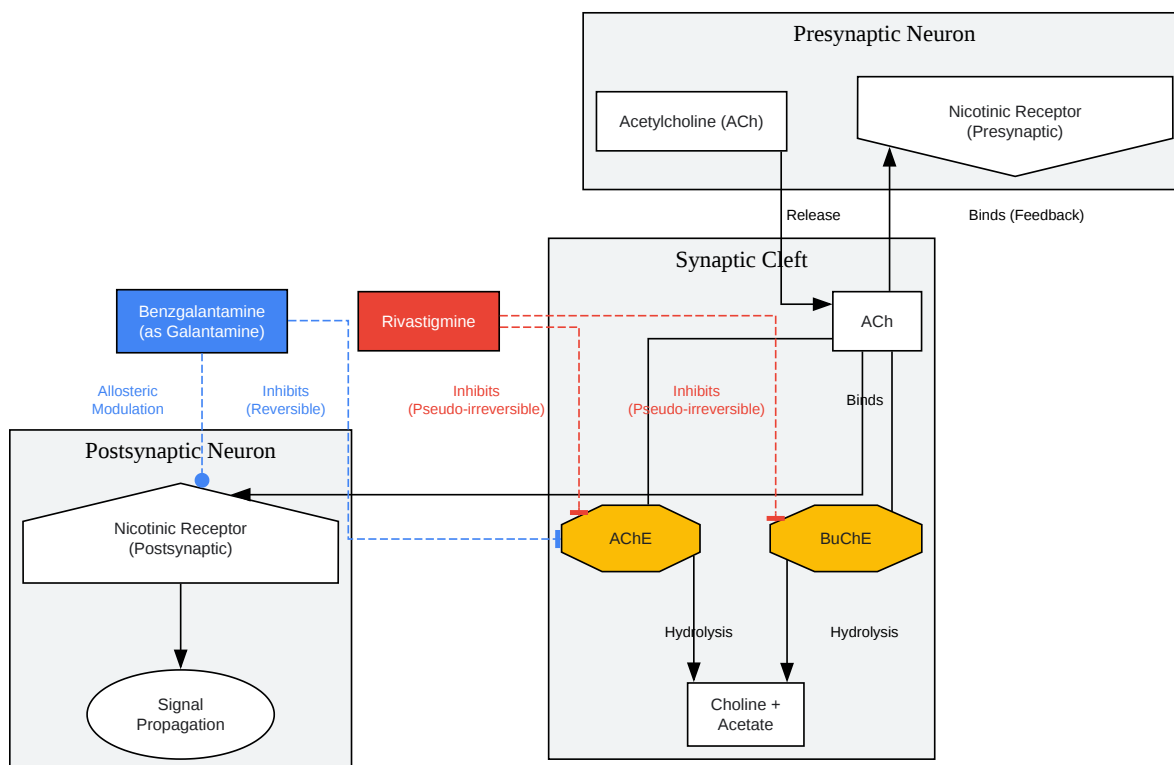 Presynaptic Neuron
Acetylcholine (ACh)
Nicotinic Receptor
(Presynaptic)
Release
Binds (Feedback)
Synaptic Cleft
Benzgalantamine
(as Galantamine)
Rivastigmine
ACh
Allosteric
Modulation
Inhibits
(Reversible)
Inhibits
(Pseudo-irreversible)
Inhibits
(Pseudo-irreversible)
Binds
Postsynaptic Neuron
Nicotinic Receptor
(Postsynaptic)
AChE
BuChE
Hydrolysis
Hydrolysis
Signal
Propagation
Choline +
Acetate